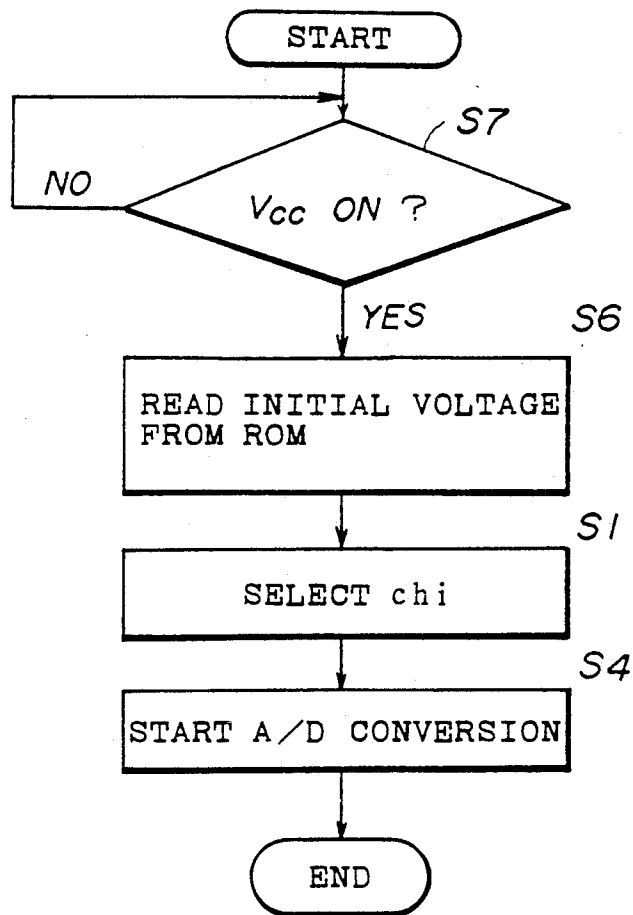 START
S7
NO
Vcc ON ?
YES
S6
READ INITIAL VOLTAGE
FROM ROM
S1
SELECT chi
S4
START A/D CONVERSION
END